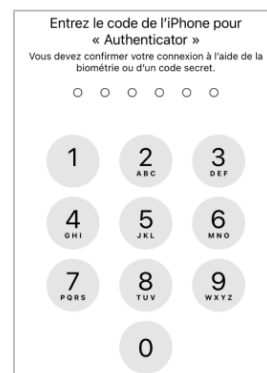 Entrez le code de l’iPhone pour
« Authenticator »
Vous devez confirmer votre connexion à l’aide de la
biométrie ou d’un code secret.
1 2 3
ABC DEF
4 5 6
GHI JKL MNO
7 8 9
PQRS TUV WXYZ
0